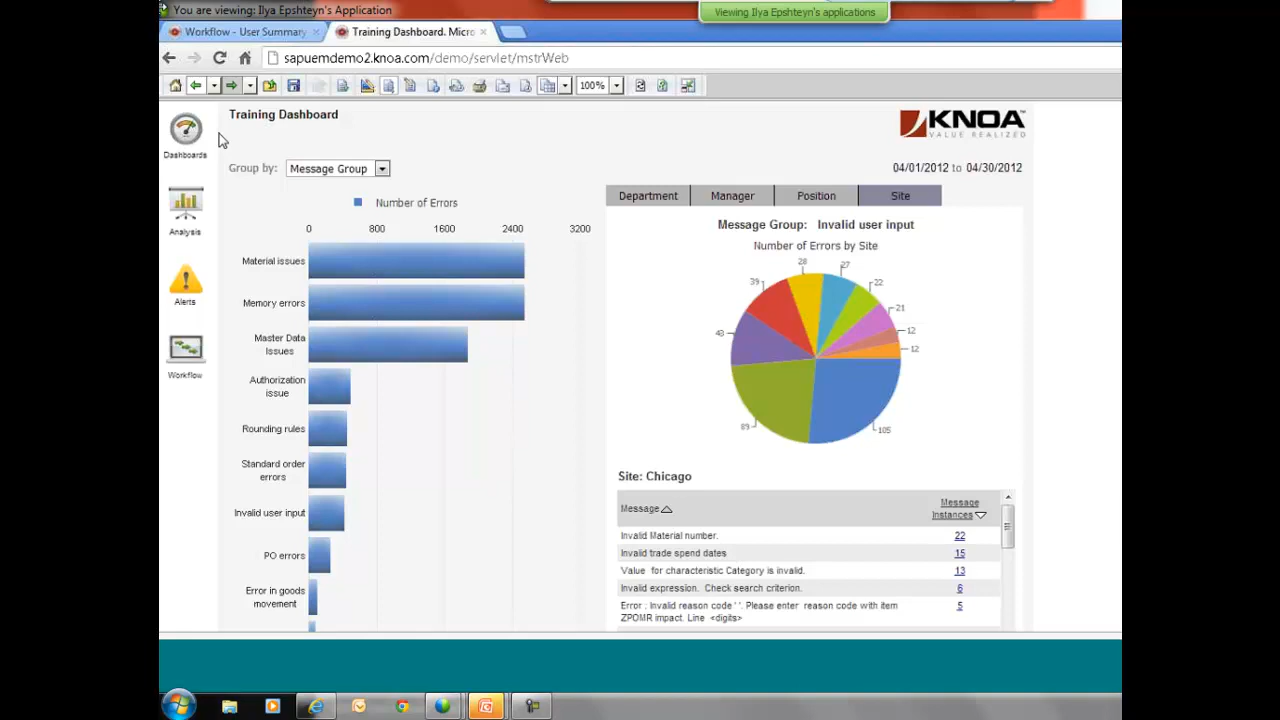 You are viewing: Ilya Epshteyn's Application
Viewing Ilya Epshteyn's applications
Workflow - User Summary
Training Dashboard. Micro
sapuemdemo2.knoa.com/demo/servlet/mstrWeb
100%
Training Dashboard
KNOA
VALUE REALIZED
Dashboards
Analysis
Alerts
Workflow
Group by: Message Group
04/01/2012 to 04/30/2012
Number of Errors
0 800 1600 2400 3200
Material issues
Memory errors
Master Data
Issues
Authorization
issue
Rounding rules
Standard order
errors
Invalid user input
PO errors
Error in goods
movement
Department Manager Position Site
Message Group: Invalid user input
Number of Errors by Site
28
27
39
22
21
43
12
12
89
105
Site: Chicago
Message
Message
Instances
Invalid Material number. 22
Invalid trade spend dates 15
Value for characteristic Category is invalid. 13
Invalid expression. Check search criterion. 6
Error : Invalid reason code ' '. Please enter reason code with item 5
ZPOMR impact. Line <digits>